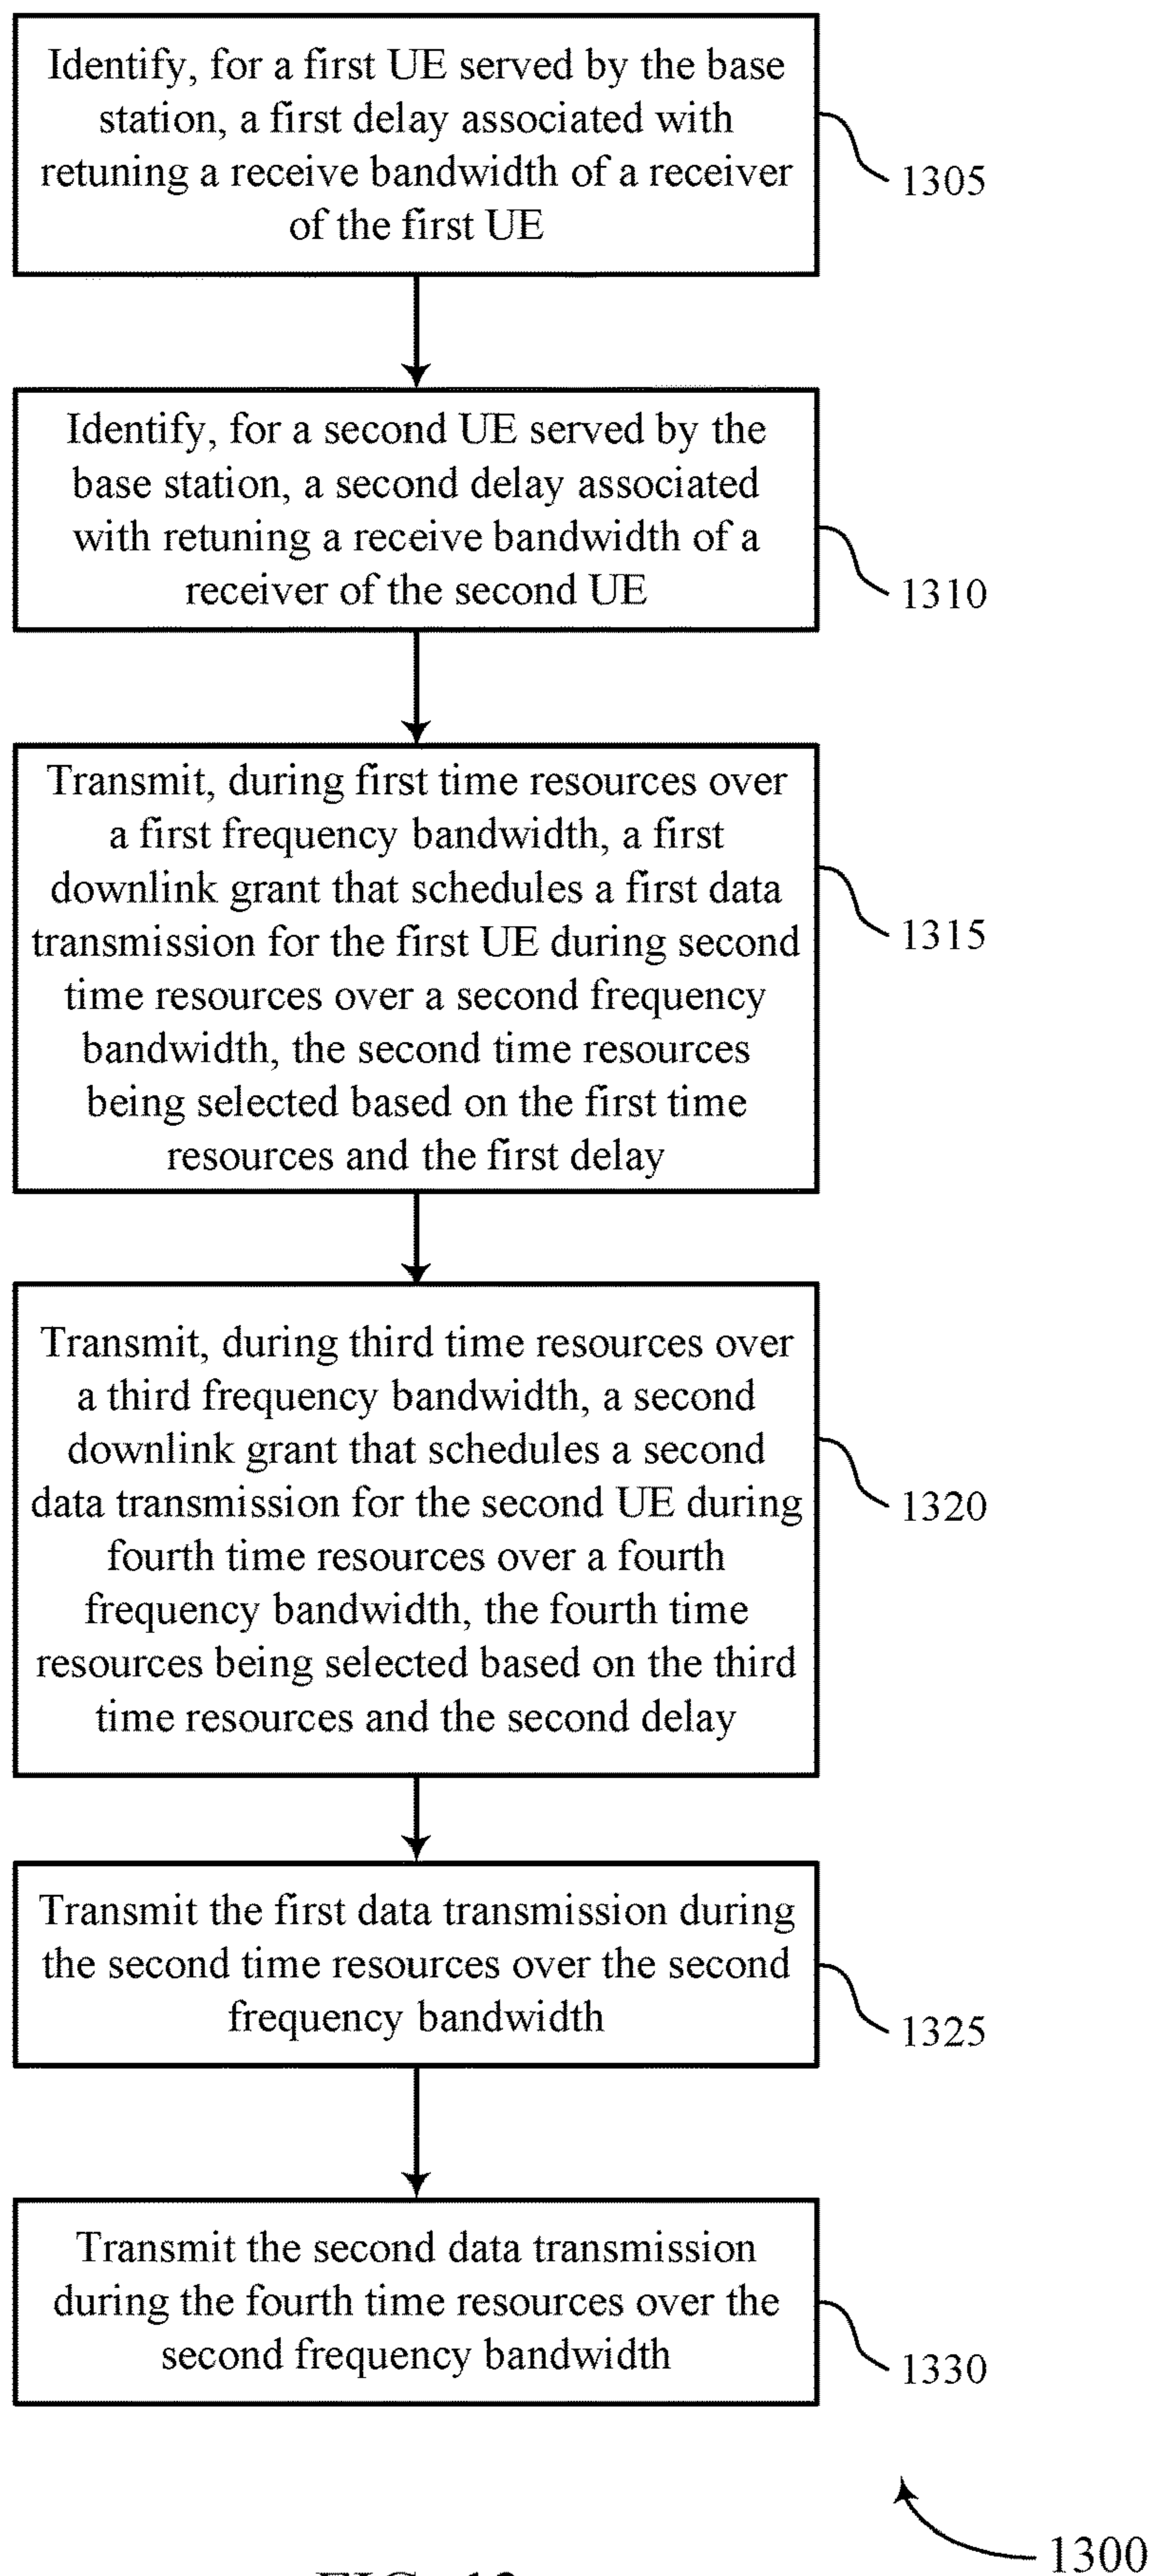 Identify, for a first UE served by the base
station, a first delay associated with
retuning a receive bandwidth of a receiver
of the first UE
1305
Identify, for a second UE served by the
base station, a second delay associated
with retuning a receive bandwidth of a
receiver of the second UE
1310
Transmit, during first time resources over
a first frequency bandwidth, a first
downlink grant that schedules a first data
transmission for the first UE during second
time resources over a second frequency
bandwidth, the second time resources
being selected based on the first time
resources and the first delay
1315
Transmit, during third time resources over
a third frequency bandwidth, a second
downlink grant that schedules a second
data transmission for the second UE during
fourth time resources over a fourth
frequency bandwidth, the fourth time
resources being selected based on the third
time resources and the second delay
1320
Transmit the first data transmission during
the second time resources over the second
frequency bandwidth
1325
Transmit the second data transmission
during the fourth time resources over the
second frequency bandwidth
1330
1300